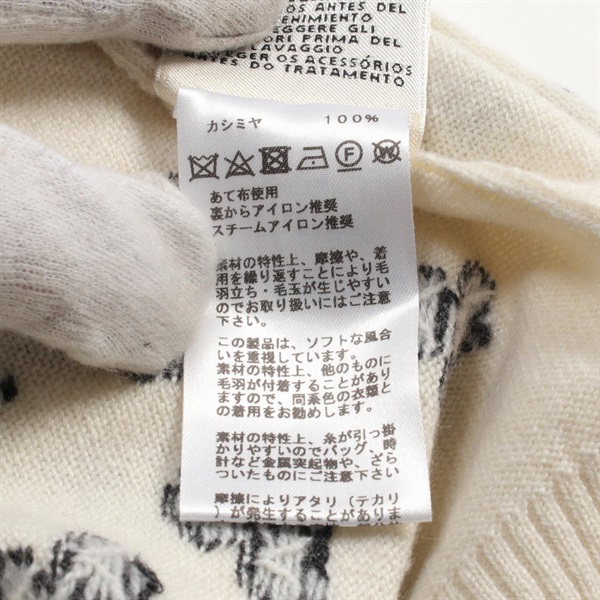 OS ANTES DEL
TENIMIENTO
EGGERE GLI
ORI PRIMA DEL
LAVAGGIO
EGER OS ACESSÓRIOS
ANTES DO TRATAMENTO
カシミヤ 100%
F W
あて布使用
裏からアイロン推奨
スチームアイロン推奨
素材の特性上、摩擦や、着
用を繰り返すことにより毛
羽立ち・毛玉が生じやすい
のでお取り扱いにはご注意
下さい。
この製品は、ソフトな風合
いを重視しています。
素材の特性上、他のものに
毛羽が付着することがあり
ますので、同系色の衣類と
の着用をお勧めします。
素材の特性上、糸が引っ掛
かりやすいのでバッグ、時
計など金属突起物や、ざら
ついたものにご注意下さい。
摩擦によりアタリ（テカリ
）が発生することがありま